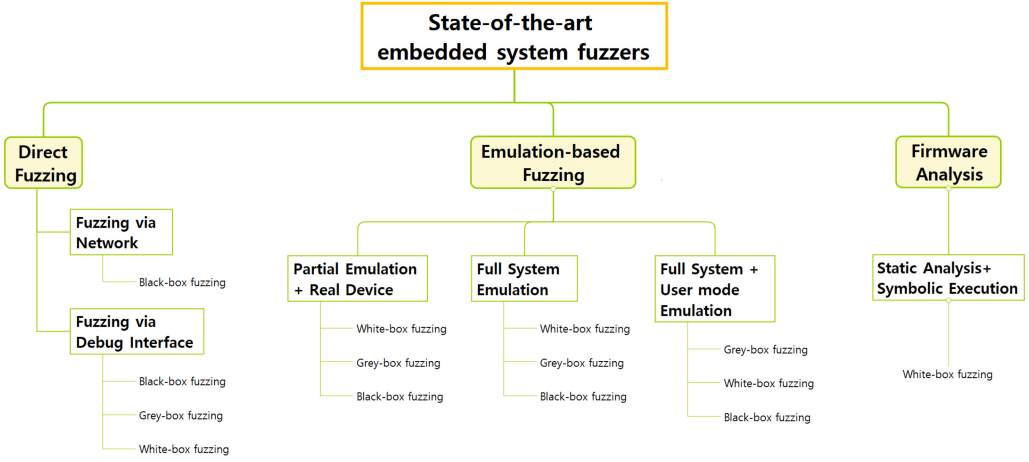 State-of-the-art
embedded system fuzzers
Direct
Fuzzing
Fuzzing via
Network
Black-box fuzzing
Fuzzing via
Debug Interface
Black-box fuzzing
Grey-box fuzzing
White-box fuzzing
Emulation-based
Fuzzing
Partial Emulation
+ Real Device
White-box fuzzing
Grey-box fuzzing
Black-box fuzzing
Full System
Emulation
White-box fuzzing
Grey-box fuzzing
Black-box fuzzing
Full System +
User mode
Emulation
Grey-box fuzzing
White-box fuzzing
Black-box fuzzing
Firmware
Analysis
Static Analysis+
Symbolic Execution
White-box fuzzing